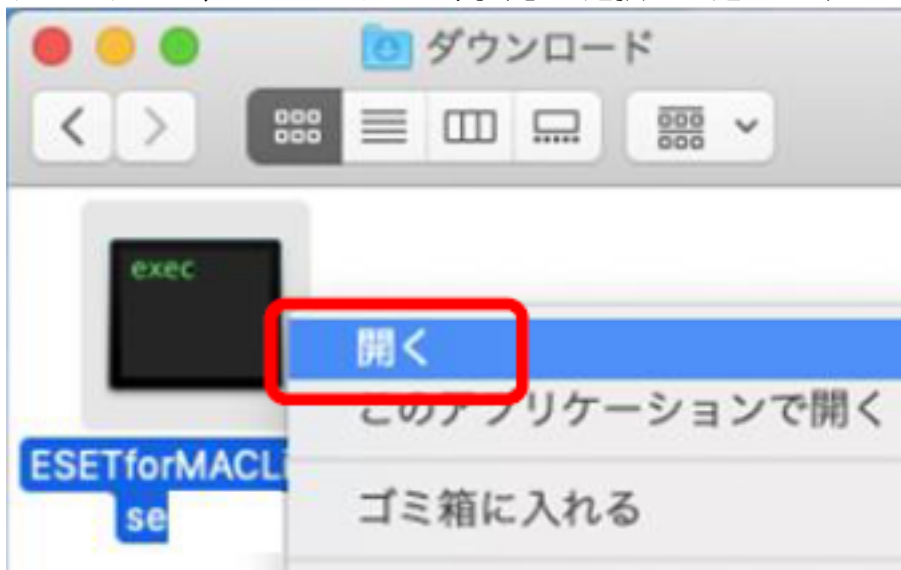 ダウンロード
exec
開く
このアプリケーションで開く
ESETforMACLi
se
ゴミ箱に入れる